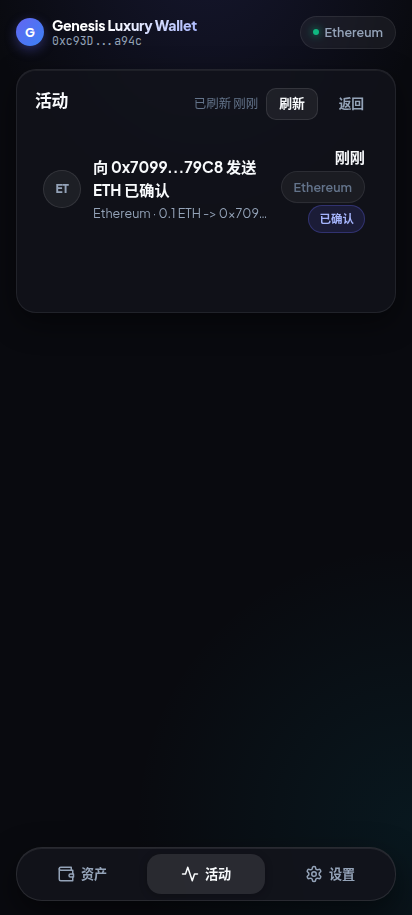 G
Genesis Luxury Wallet
0xc93D...a94c
Ethereum
活动
已刷新 刚刚
刷新
返回
ET
向 0x7099...79C8 发送
ETH 已确认
Ethereum · 0.1 ETH -> 0x709...
刚刚
Ethereum
已确认
资产
活动
设置